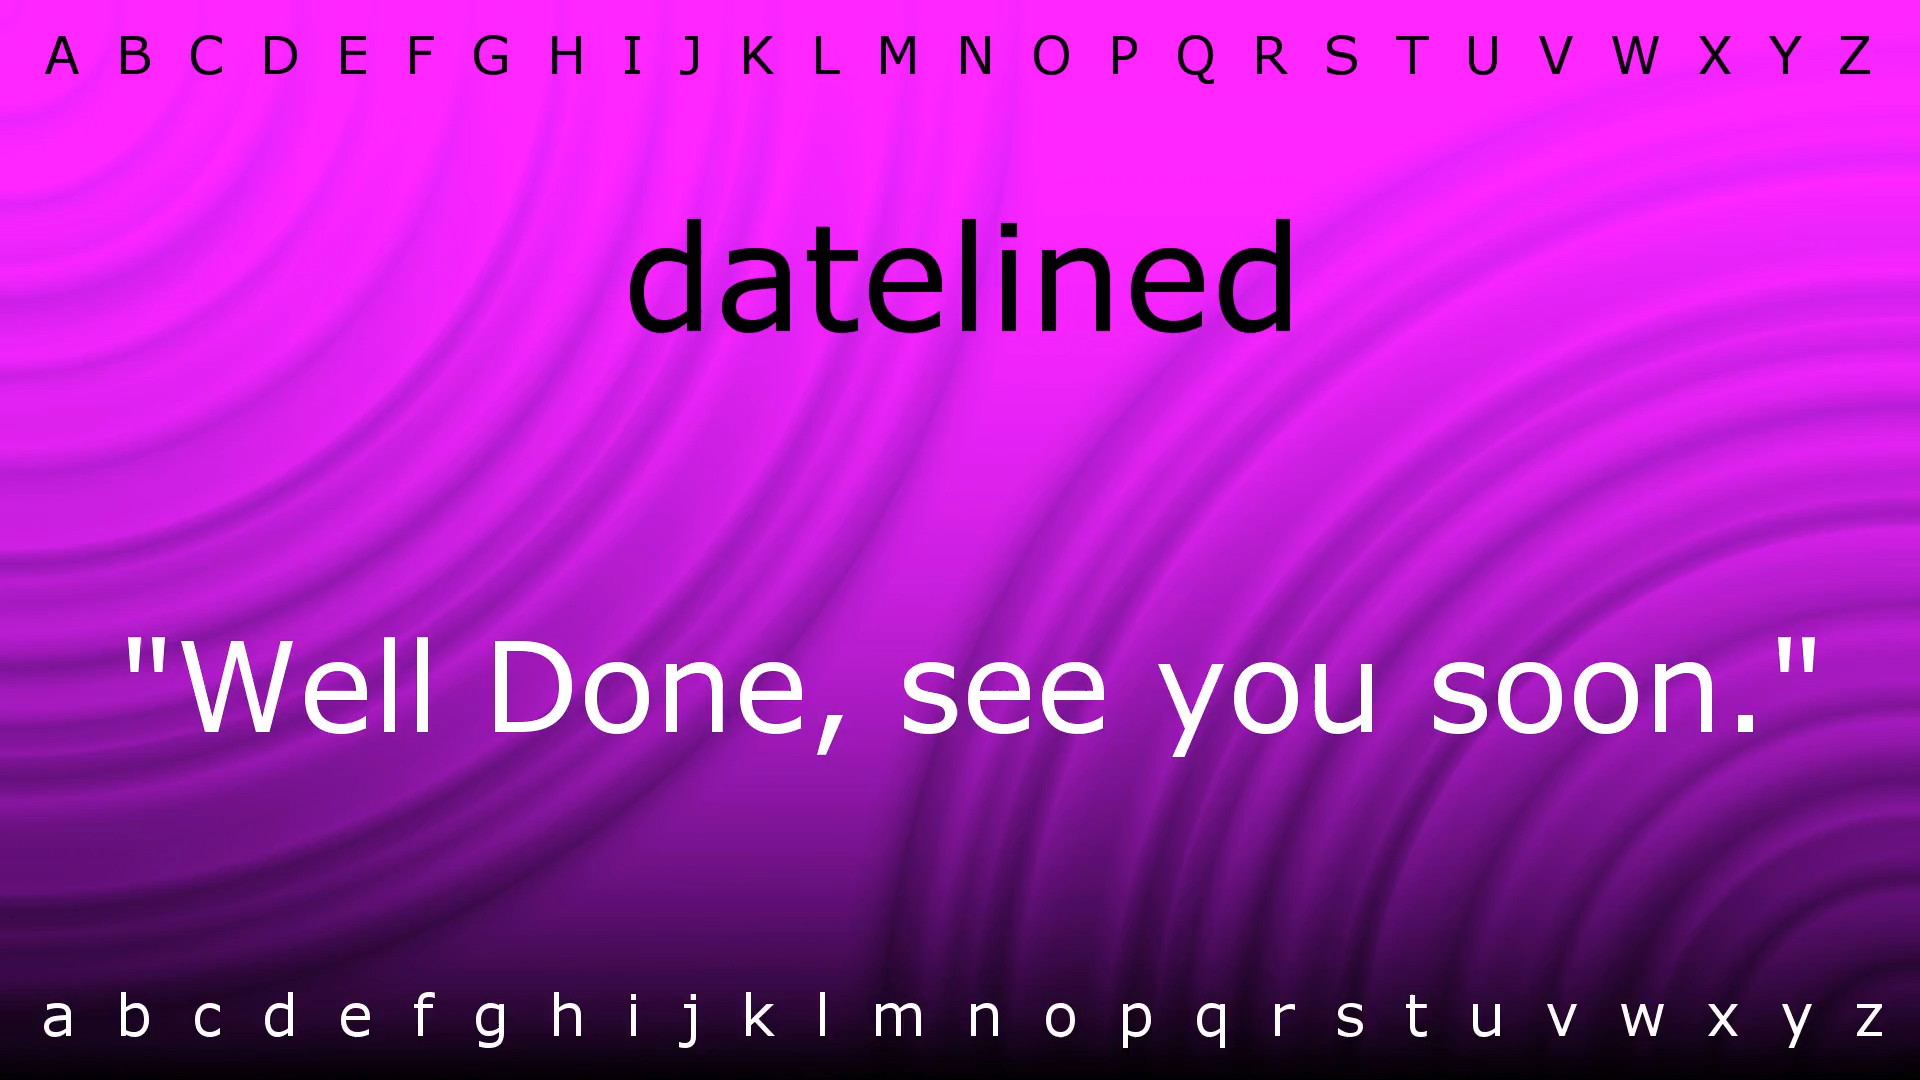 A B C D E F G H I J K L M N O P Q R S T U V W X Y Z
datelined
"Well Done, see you soon."
a b c d e f g h i j k l m n o p q r s t u v w x y z